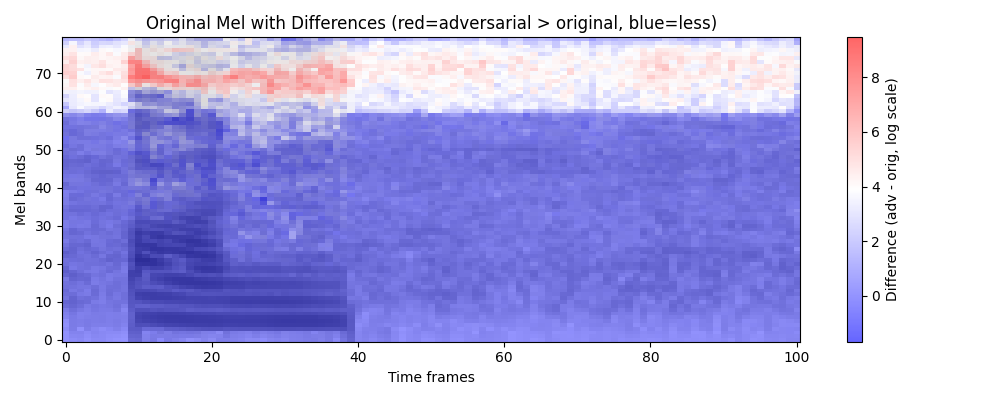 Original Mel with Differences (red=adversarial > original, blue=less)
Mel bands
70
60
50
40
30
20
10
0
0 20 40 60 80 100
Time frames
8
6
4
2
0
Difference (adv - orig, log scale)